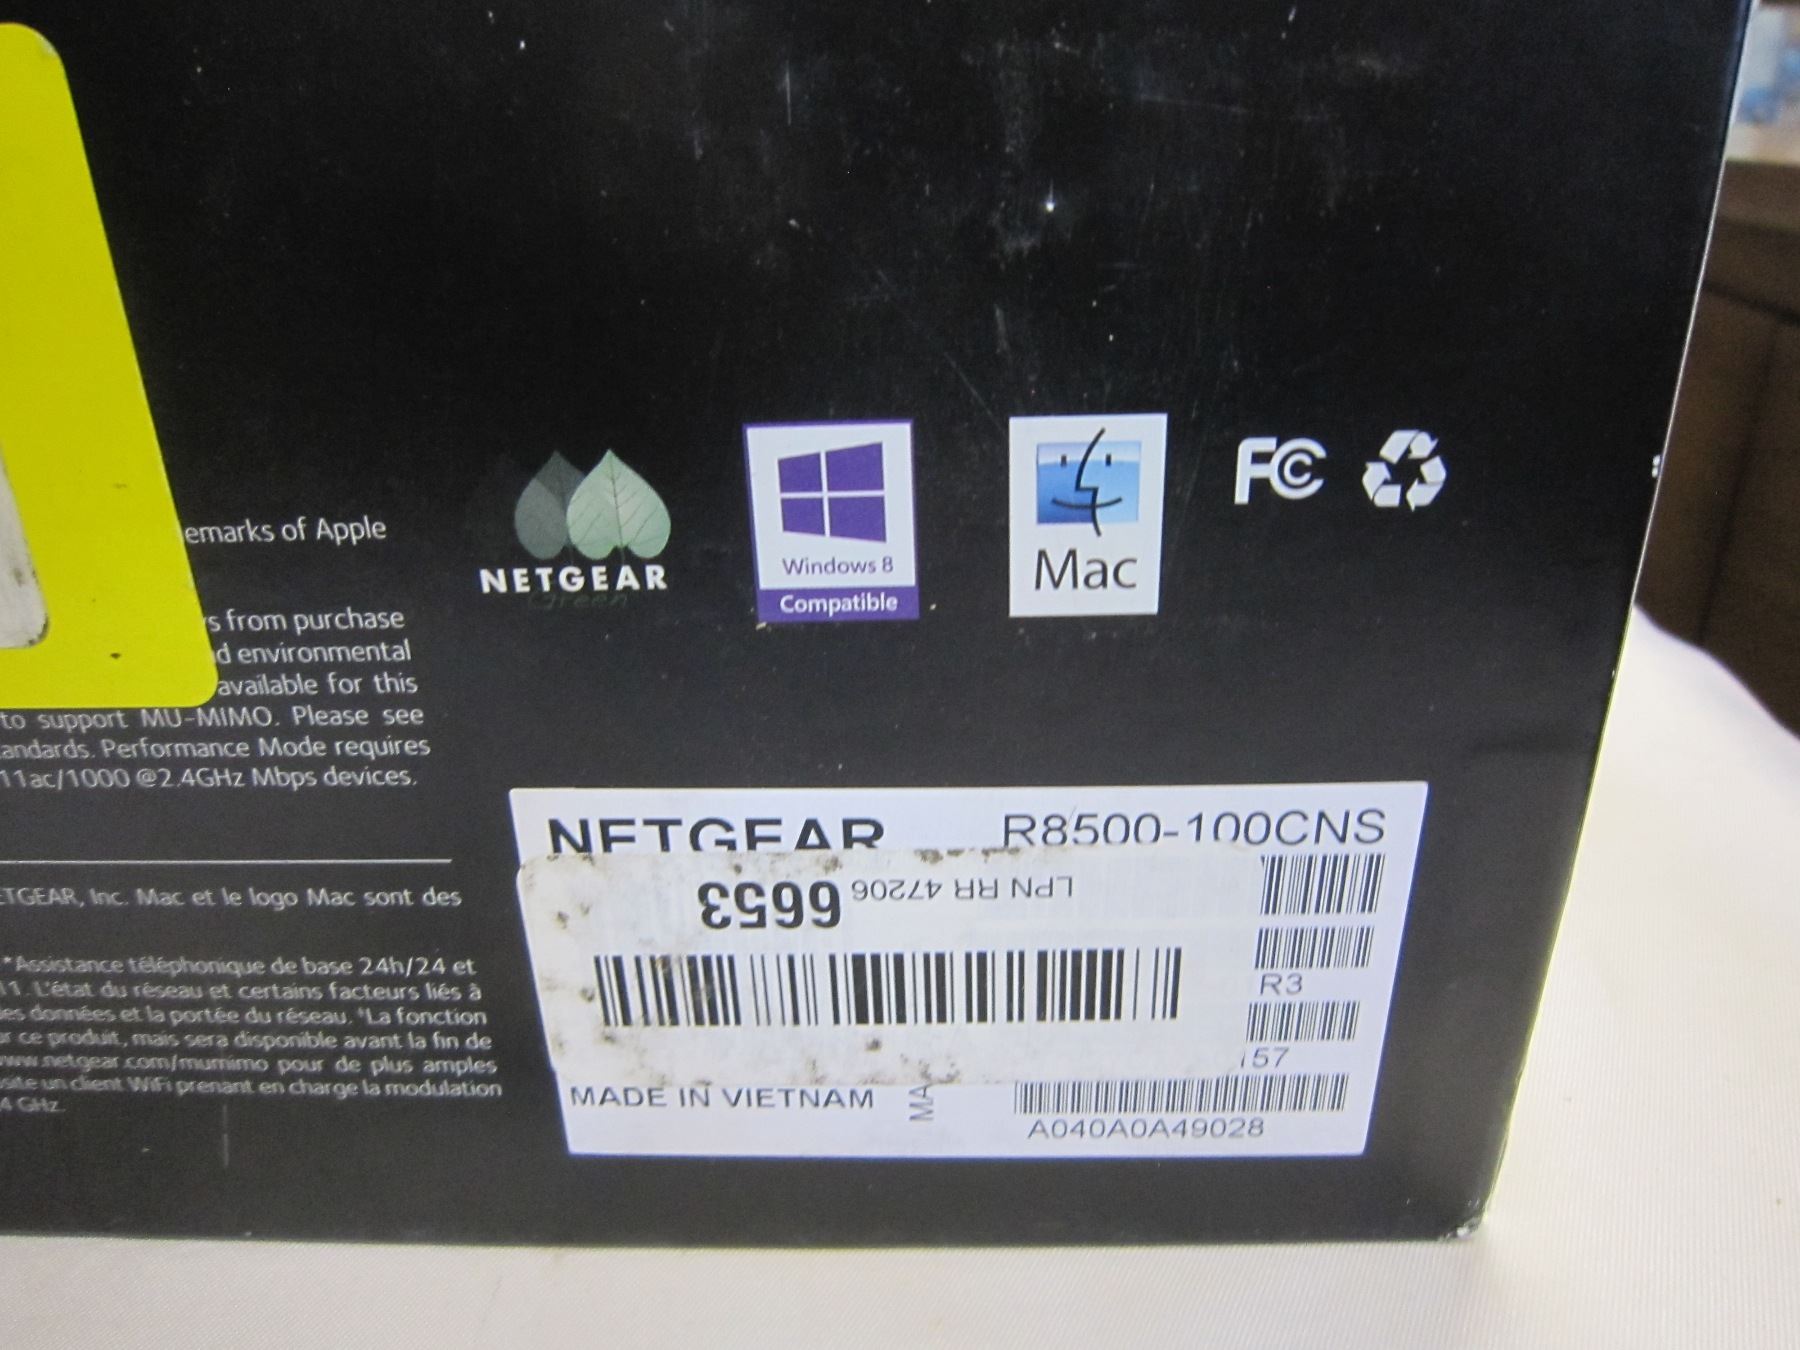 emarks of Apple
s from purchase
d environmental
available for this
to support MU-MIMO. Please see
andards. Performance Mode requires
11ac/1000 @2.4GHz Mbps devices.
ETGEAR, Inc. Mac et le logo Mac sont des
*Assistance téléphonique de base 24h/24 et
11. L'état du réseau et certains facteurs liés à
es données et la portée du réseau. *La fonction
r ce produit, mais sera disponible avant la fin de
www.netgear.com/mumimo pour de plus amples
site un client WiFi prenant en charge la modulation
4 GHz.
NETGEAR
Green
Windows 8
Compatible
Mac
FC
NETGEAR R8500-100CNS
LPN RR 47206
6653
R3
157
MADE IN VIETNAM
MA
A040A0A49028